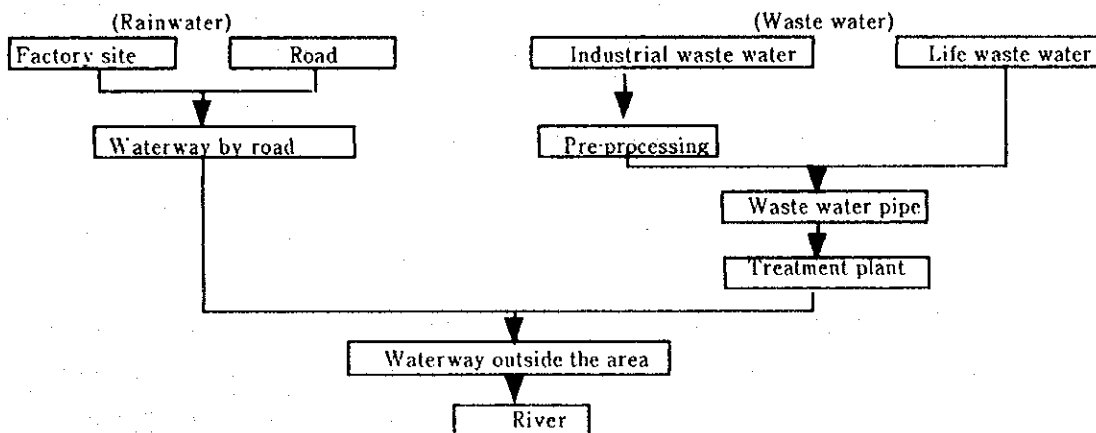 (Rainwater)
(Waste water)
Factory site
Road
Industrial waste water
Life waste water
Waterway by road
Pre-processing
Waste water pipe
Treatment plant
Waterway outside the area
River